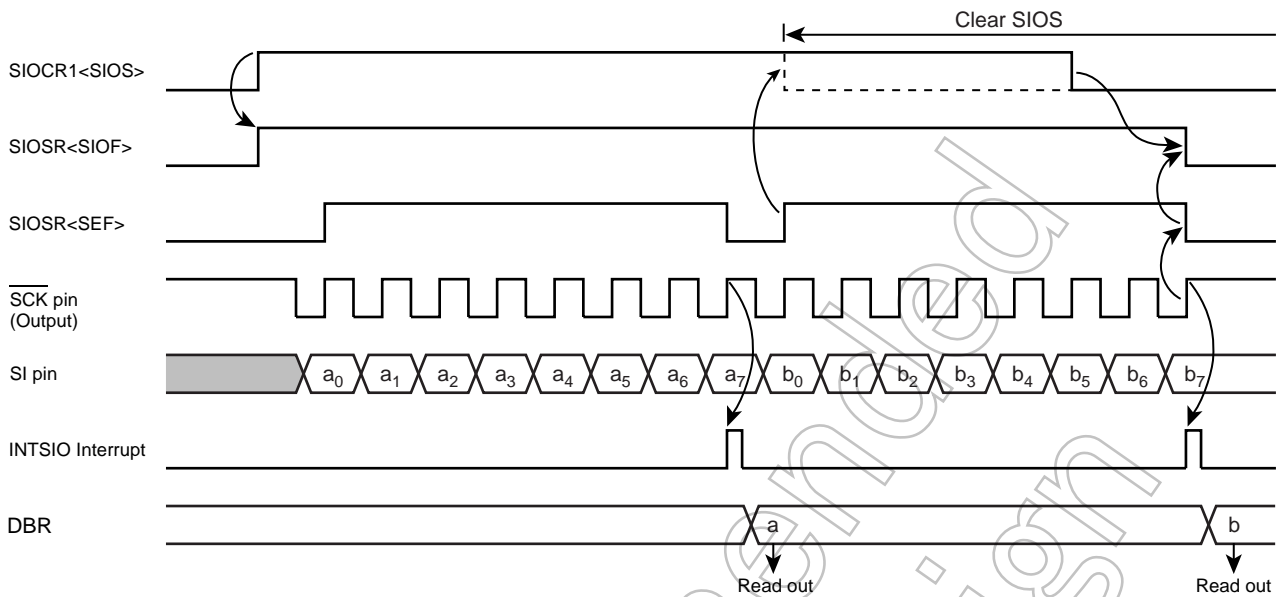 Clear SIOS
SIOCR1<SIOS>
SIOSR<SIOF>
SIOSR<SEF>
SCK pin
(Output)
SI pin
a0 a1 a2 a3 a4 a5 a6 a7 b0 b1 b2 b3 b4 b5 b6 b7
INTSIO Interrupt
DBR
a b
Read out Read out